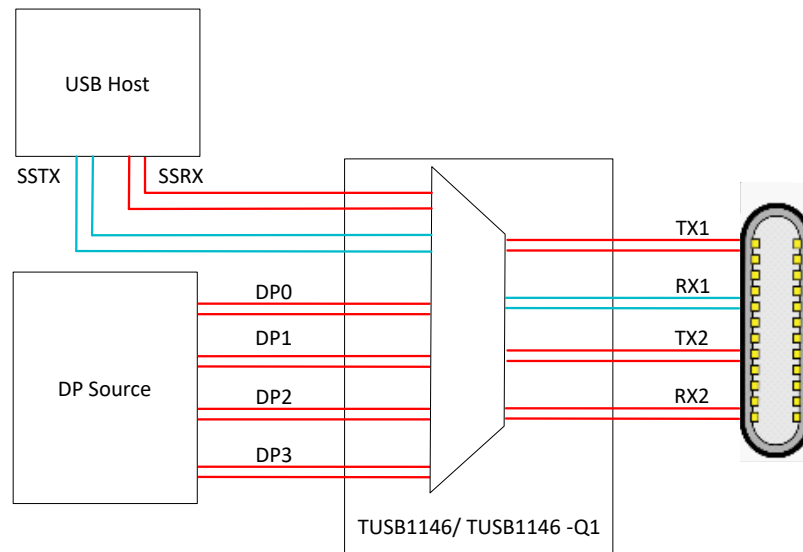 USB Host
SSTX
SSRX
TX1
DP0
RX1
DP1
TX2
DP Source
DP2
RX2
DP3
TUSB1146/ TUSB1146 -Q1